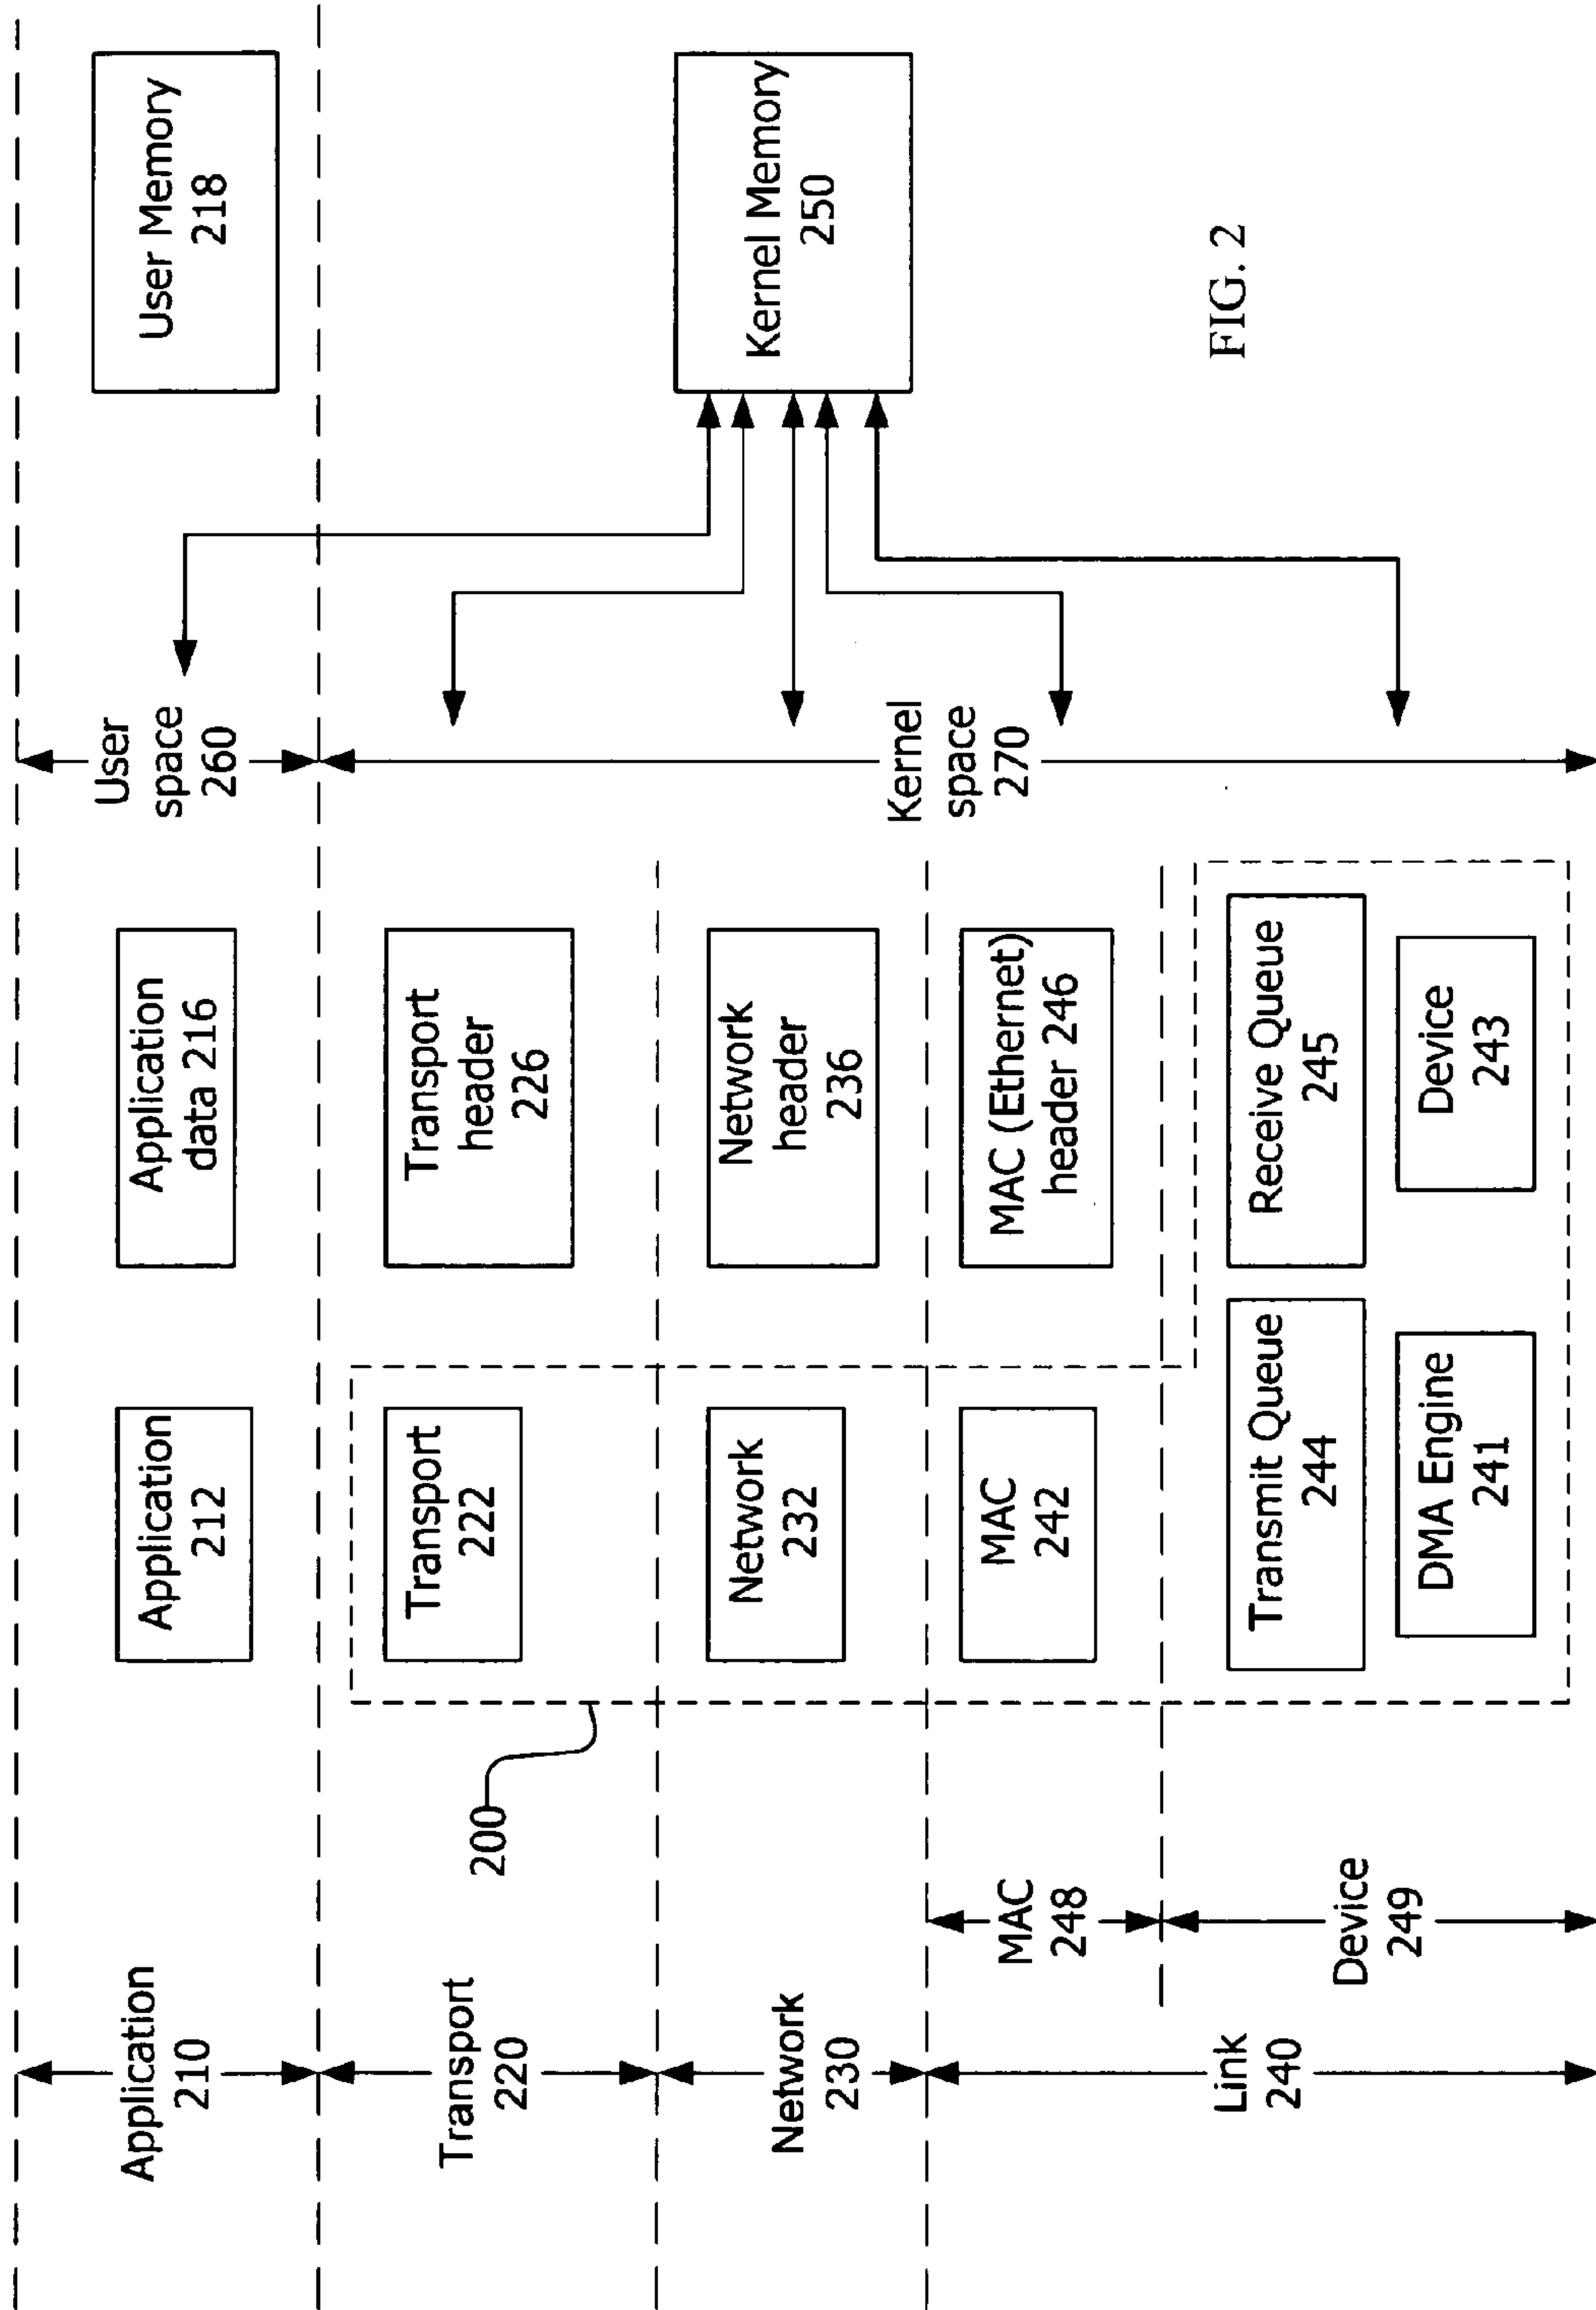 Application
210
Transport
220
Network
230
Link
240
MAC
248
Device
249
200
Application
212
Transport
222
Network
232
MAC
242
Transmit Queue
244
DMA Engine
241
Application
data 216
Transport
header
226
Network
header
236
MAC (Ethernet)
header 246
Receive Queue
245
Device
243
User
space
260
Kernel
space
270
User Memory
218
Kernel Memory
250
FIG. 2